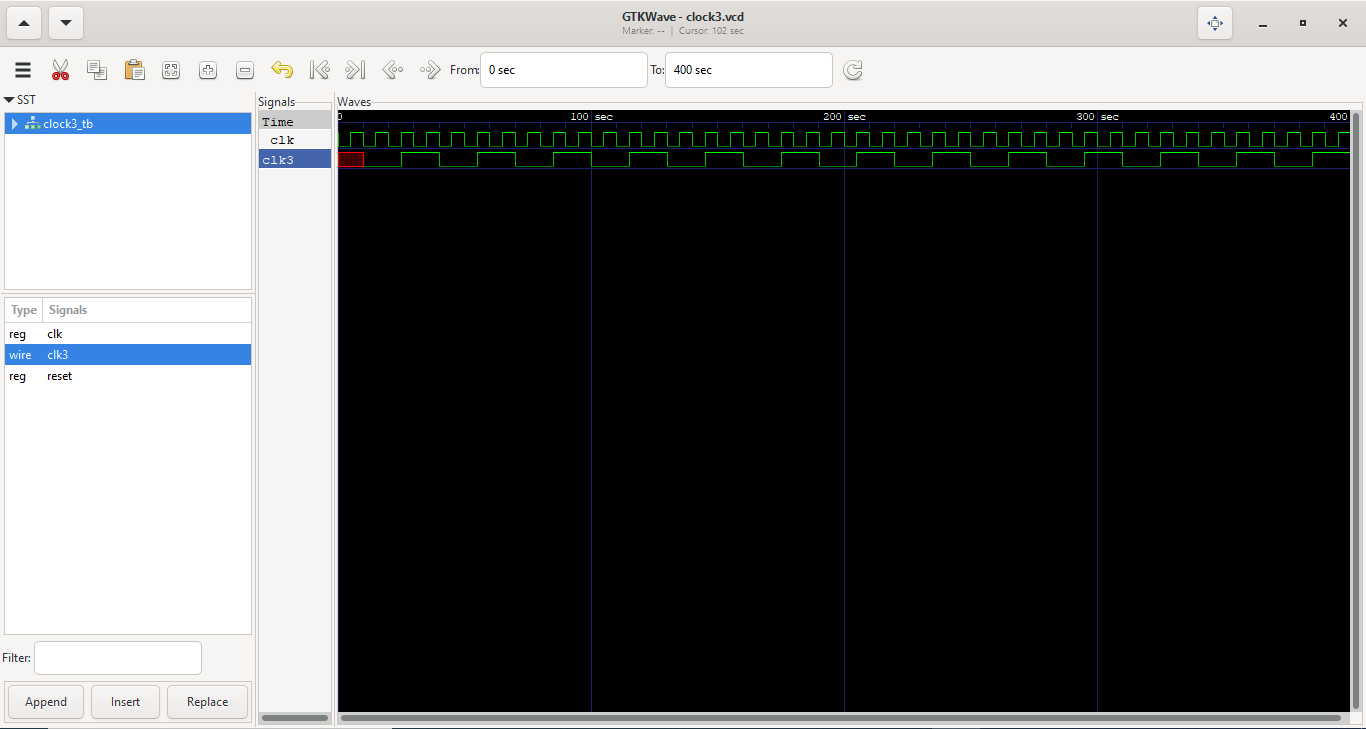 GTKWave - clock3.vcd
Marker: -- | Cursor: 102 sec
From: 0 sec To: 400 sec
SST
clock3_tb
Type Signals
reg clk
wire clk3
reg reset
Filter:
Append Insert Replace
Signals
Time
clk
clk3
Waves
0 100 sec 200 sec 300 sec 400